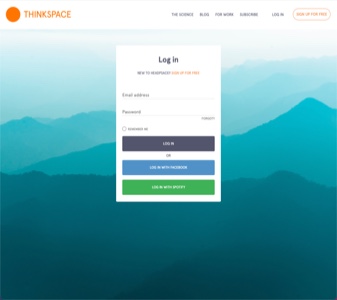 THINKSPACE
THE SCIENCE BLOG FOR WORK SUBSCRIBE LOG IN SIGN UP FOR FREE
Log in
NEW TO HEADSPACE? SIGN UP FOR FREE
Email address
Password
FORGOT?
REMEMBER ME
LOG IN
OR
LOG IN WITH FACEBOOK
LOG IN WITH SPOTIFY